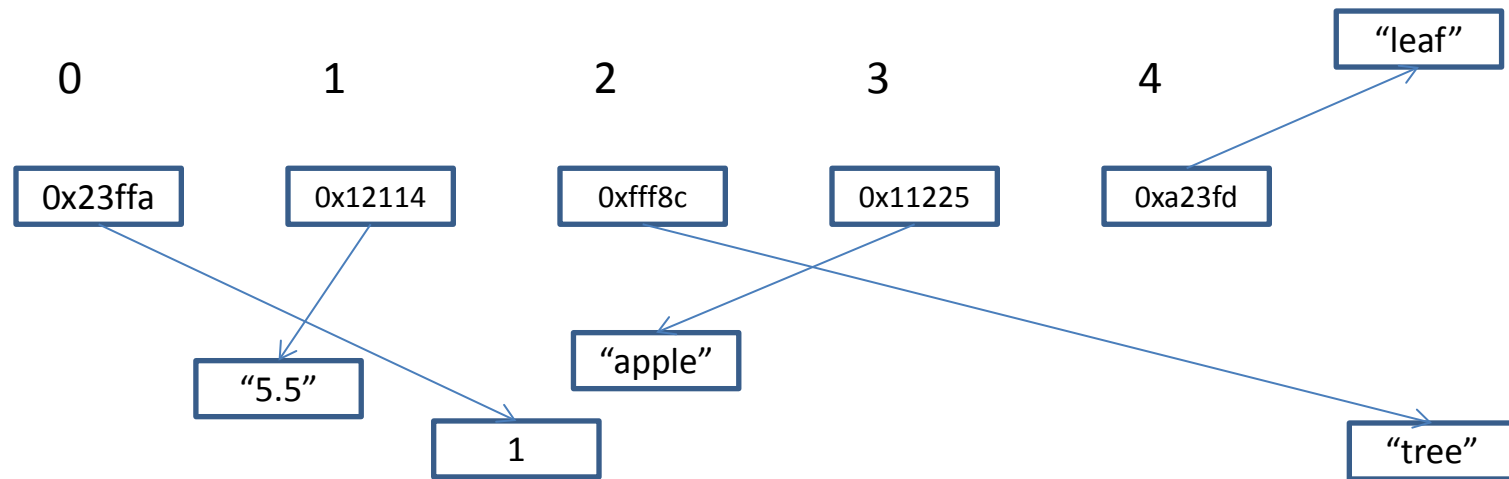 “leaf”
0 1 2 3 4
0x23ffa 0x12114 0xfff8c 0x11225 0xa23fd
“apple”
“5.5”
1 “tree”